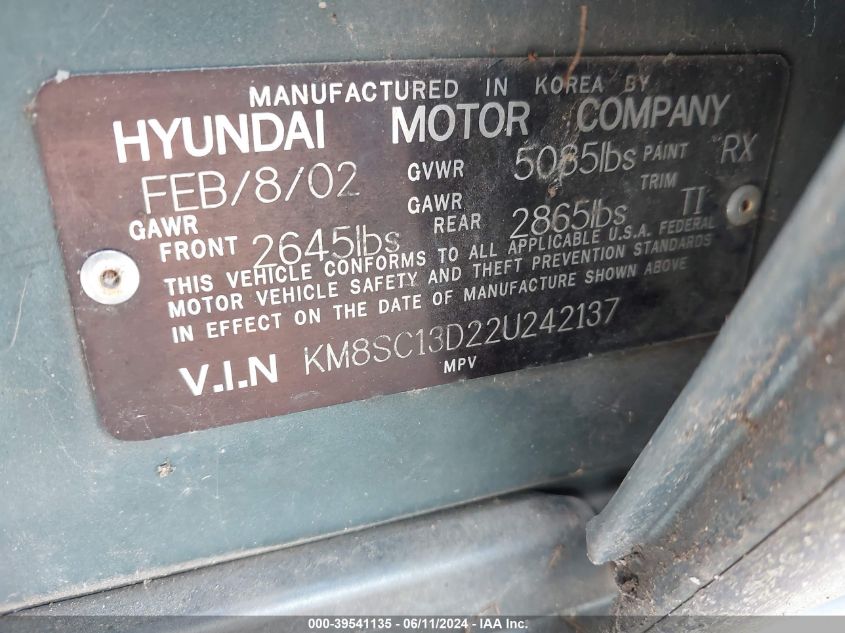 MANUFACTURED IN KOREA BY
HYUNDAI MOTOR COMPANY
FEB/8/02 GVWR 5085lbs PAINT RX
GAWR FRONT 2645lbs GAWR REAR 2865lbs TRIM TI
THIS VEHICLE CONFORMS TO ALL APPLICABLE U.S.A. FEDERAL
MOTOR VEHICLE SAFETY AND THEFT PREVENTION STANDARDS
IN EFFECT ON THE DATE OF MANUFACTURE SHOWN ABOVE
V.I.N KM8SC13D22U242137
MPV
000-39541135 - 06/11/2024 - IAA Inc.